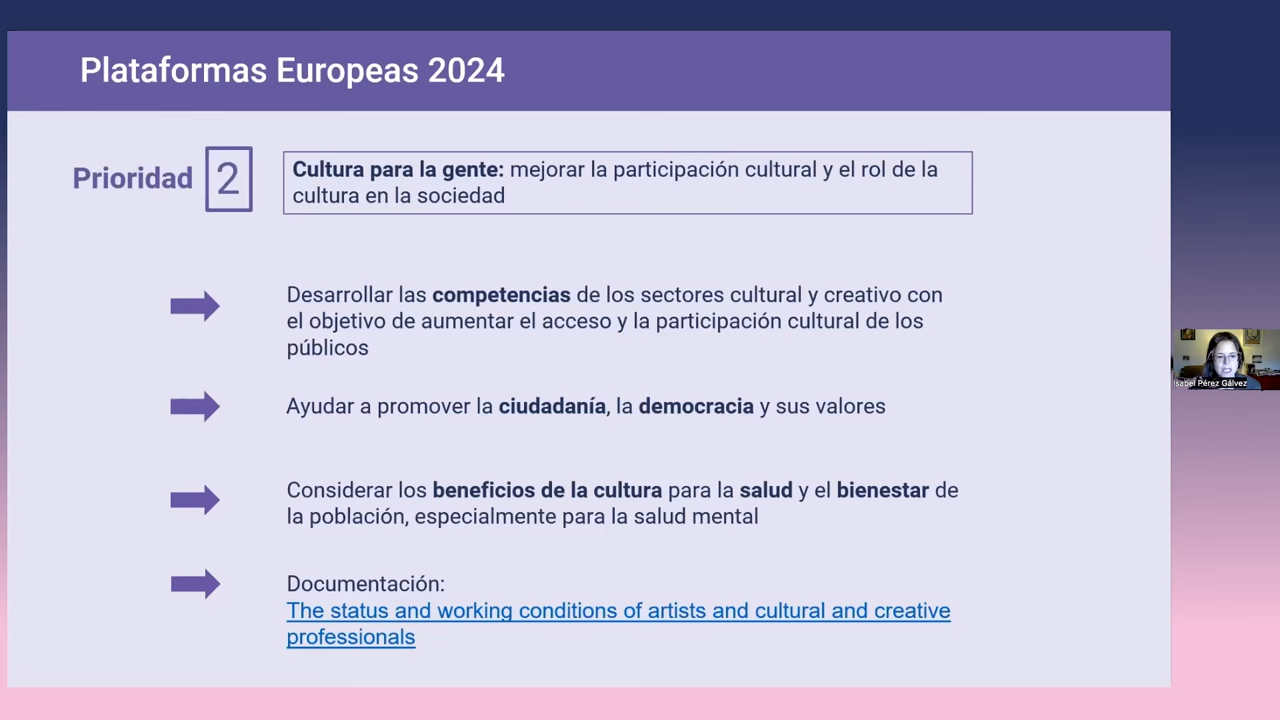 Plataformas Europeas 2024
Prioridad 2
Cultura para la gente: mejorar la participación cultural y el rol de la
cultura en la sociedad
Desarrollar las competencias de los sectores cultural y creativo con
el objetivo de aumentar el acceso y la participación cultural de los
públicos
Ayudar a promover la ciudadanía, la democracia y sus valores
Considerar los beneficios de la cultura para la salud y el bienestar de
la población, especialmente para la salud mental
Documentación:
The status and working conditions of artists and cultural and creative
professionals
Isabel Pérez Gálvez